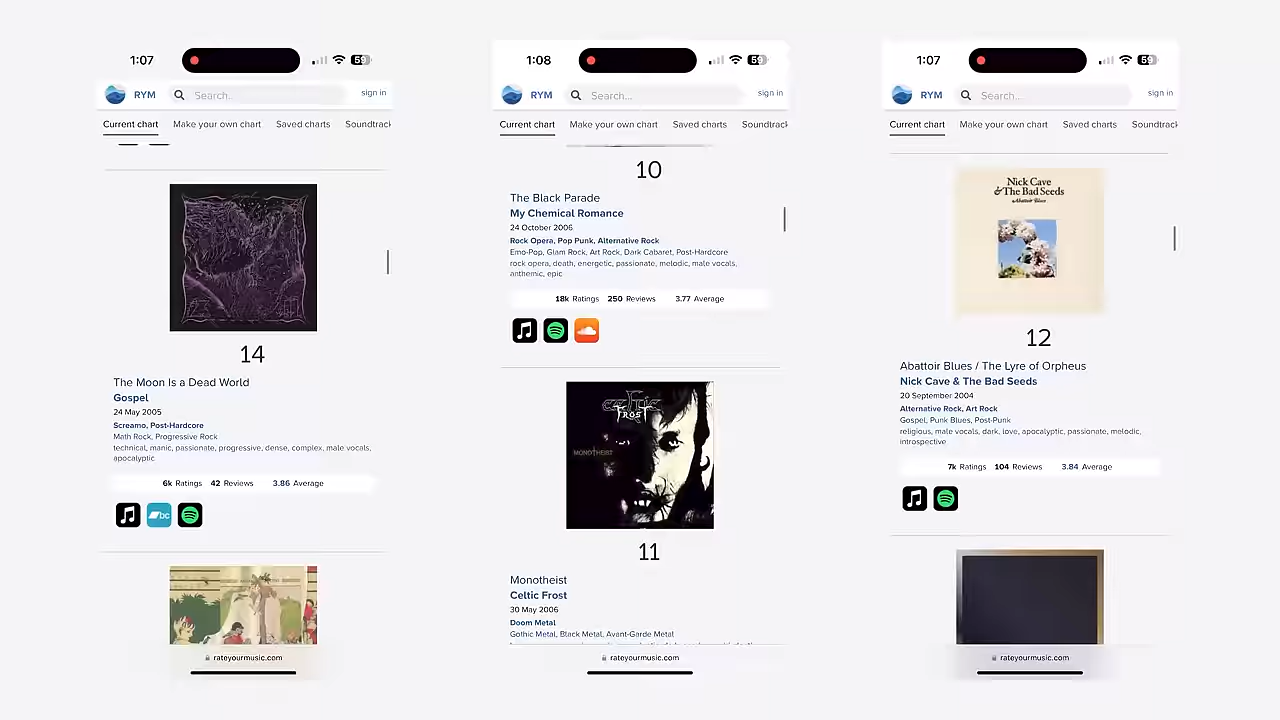 1:07
59
RYM
Search..
sign in
Current chart
Make your own chart
Saved charts
14
The Moon Is a Dead World
Gospel
24 May 2005
Screamo, Post-Hardcore
Math Rock, Progressive Rock
technical, manic, passionate, progressive, dense, complex, male vocals,
apocalyptic
6k Ratings 42 Reviews 3.86 Average
bc
rateyourmusic.com
1:08
59
RYM
Search...
sign in
Current chart
Make your own chart
Saved charts
10
The Black Parade
My Chemical Romance
24 October 2006
Rock Opera, Pop Punk, Alternative Rock
Emo-Pop, Glam Rock, Art Rock, Dark Cabaret, Post-Hardcore
rock opera, death, energetic, passionate, melodic, male vocals,
anthemic, epic
18k Ratings 250 Reviews 3.77 Average
celtic
FROST
MONOTHEIST
11
Monotheist
Celtic Frost
30 May 2006
Doom Metal
Gothic Metal, Black Metal, Avant-Garde Metal
rateyourmusic.com
1:07
59
RYM
Search...
sign in
Current chart
Make your own chart
Saved charts
Nick Cave
& The Bad Seeds
Abattoir Blues
12
Abattoir Blues / The Lyre of Orpheus
Nick Cave & The Bad Seeds
20 September 2004
Alternative Rock, Art Rock
Gospel, Punk Blues, Post-Punk
religious, male vocals, dark, love, apocalyptic, passionate, melodic,
introspective
7k Ratings 104 Reviews 3.84 Average
rateyourmusic.com